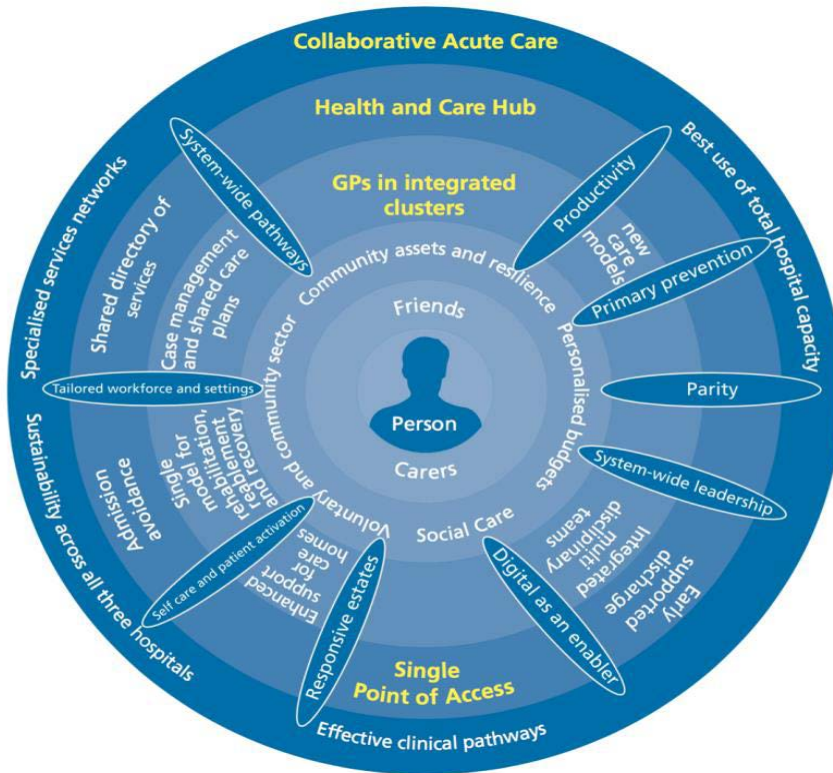 Collaborative Acute Care
Health and Care Hub
GPs in integrated
clusters
Community assets and resilience
Friends
Person
Carers
Social Care
Voluntary and community sector
Personalised budgets
System-wide pathways
Productivity
new
care
models
Primary prevention
Best use of total hospital capacity
Parity
System-wide leadership
Integrated
multi
disciplinary
teams
Early
supported
discharge
Digital as an enabler
Single
Point of Access
Effective clinical pathways
Responsive estates
Enhanced
support
for
care
homes
Self care and patient activation
Sustainability across all three hospitals
Admission
avoidance
Single
model for
rehabilitation,
reablement
and recovery
Tailored workforce and settings
Case management
and shared care
plans
Shared directory of
services
Specialised services networks